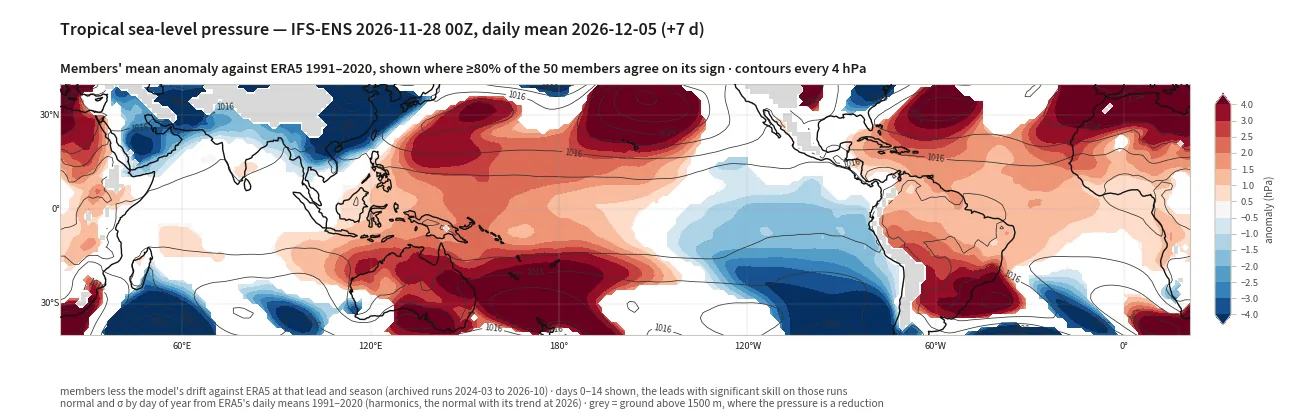 Tropical sea-level pressure — IFS-ENS 2026-11-28 00Z, daily mean 2026-12-05 (+7 d)
Members' mean anomaly against ERA5 1991–2020, shown where ≥80% of the 50 members agree on its sign · contours every 4 hPa
1016
1016
1016
1016
1016
1016
1016
1016
1016
30°N
0°
30°S
60°E
120°E
180°
120°W
60°W
0°
4.0
3.0
2.5
2.0
1.5
1.0
0.5
−0.5
−1.0
−1.5
−2.0
−2.5
−3.0
−4.0
anomaly (hPa)
members less the model's drift against ERA5 at that lead and season (archived runs 2024-03 to 2026-10) · days 0–14 shown, the leads with significant skill on those runs
normal and σ by day of year from ERA5's daily means 1991–2020 (harmonics, the normal with its trend at 2026) · grey = ground above 1500 m, where the pressure is a reduction